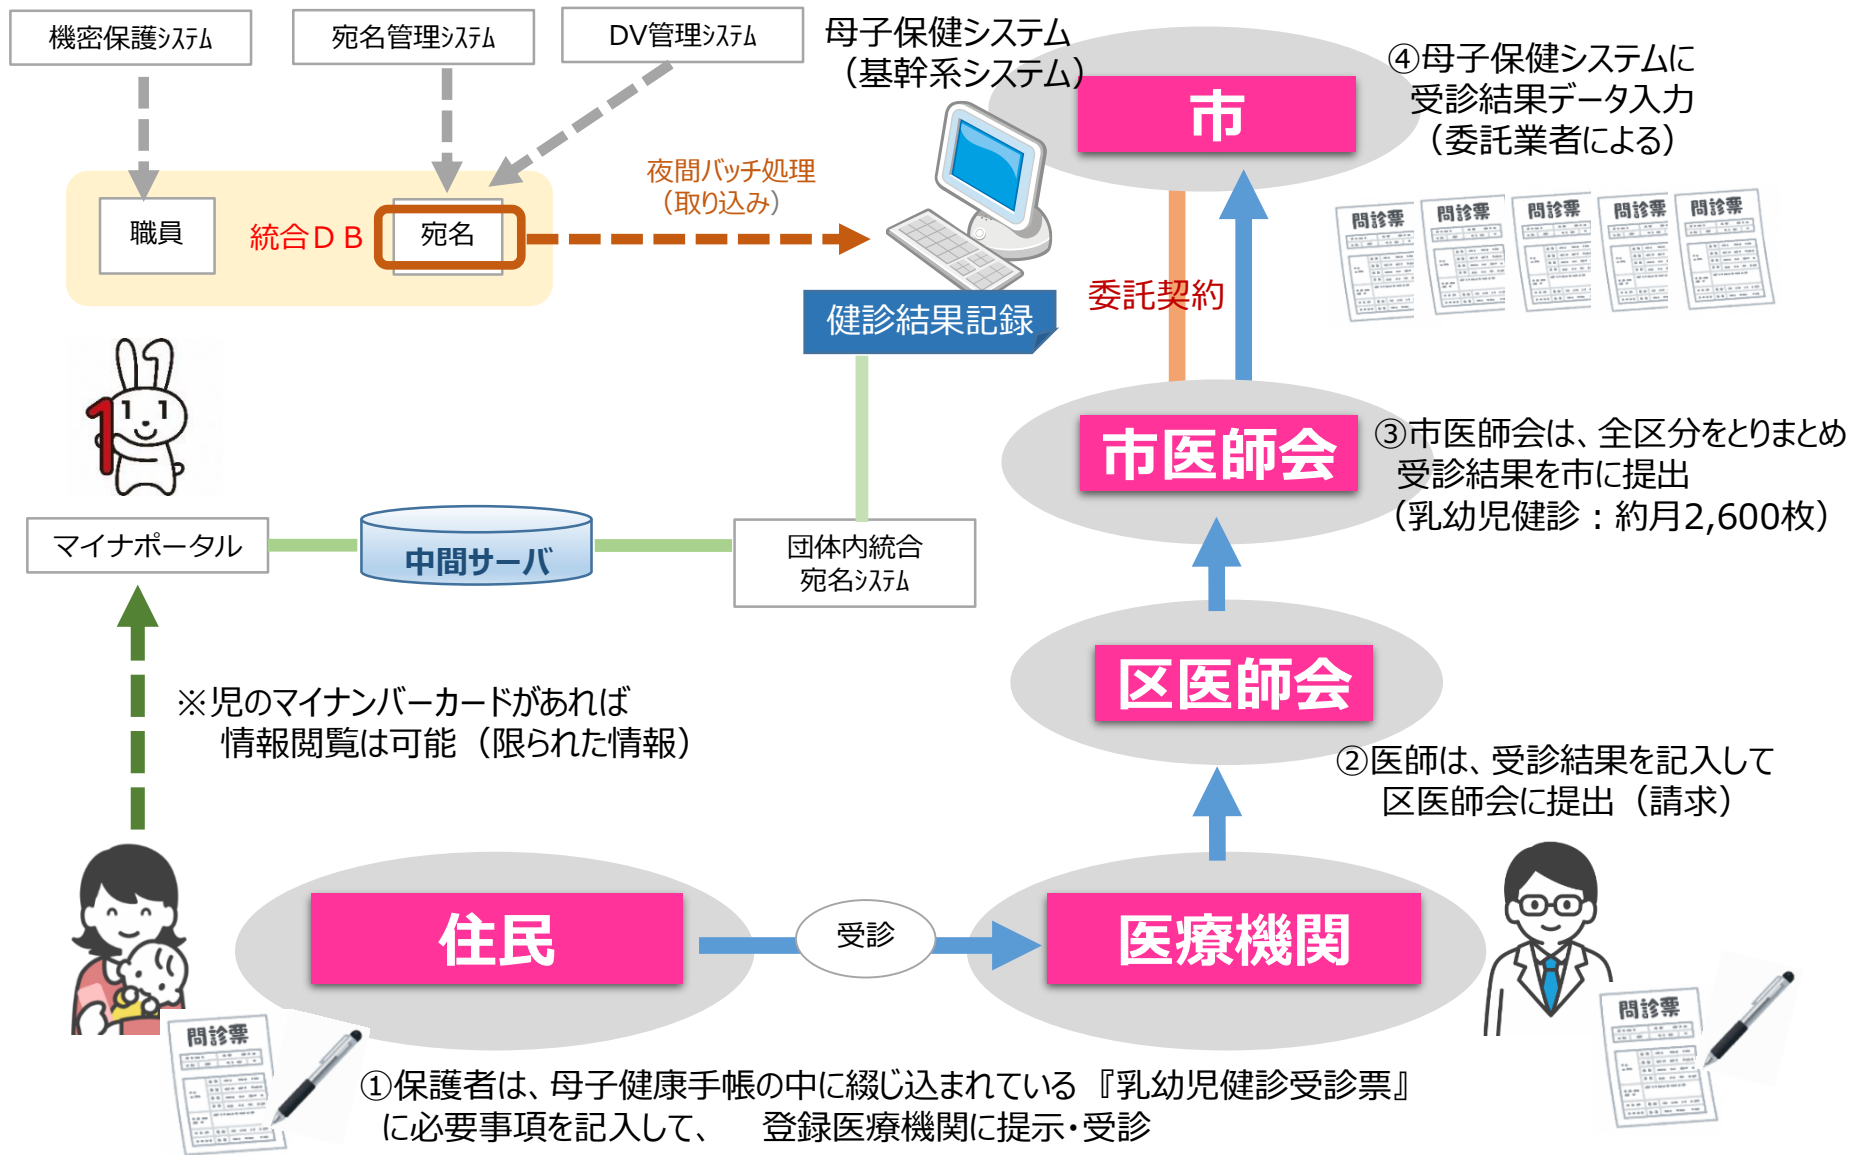 機密保護ｼｽﾃﾑ
宛名管理ｼｽﾃﾑ
DV管理ｼｽﾃﾑ
母子保健システム
（基幹系システム）
市
④母子保健システムに
受診結果データ入力
（委託業者による）
職員
統合ＤＢ
宛名
夜間バッチ処理
（取り込み）
健診結果記録
委託契約
問診票
問診票
問診票
問診票
問診票
1
市医師会
③市医師会は、全区分をとりまとめ
受診結果を市に提出
（乳幼児健診：約月2,600枚）
マイナポータル
中間サーバ
団体内統合
宛名ｼｽﾃﾑ
区医師会
※児のマイナンバーカードがあれば
情報閲覧は可能（限られた情報）
②医師は、受診結果を記入して
区医師会に提出（請求）
住民
受診
医療機関
問診票
問診票
①保護者は、母子健康手帳の中に綴じ込まれている『乳幼児健診受診票』
に必要事項を記入して、　登録医療機関に提示・受診